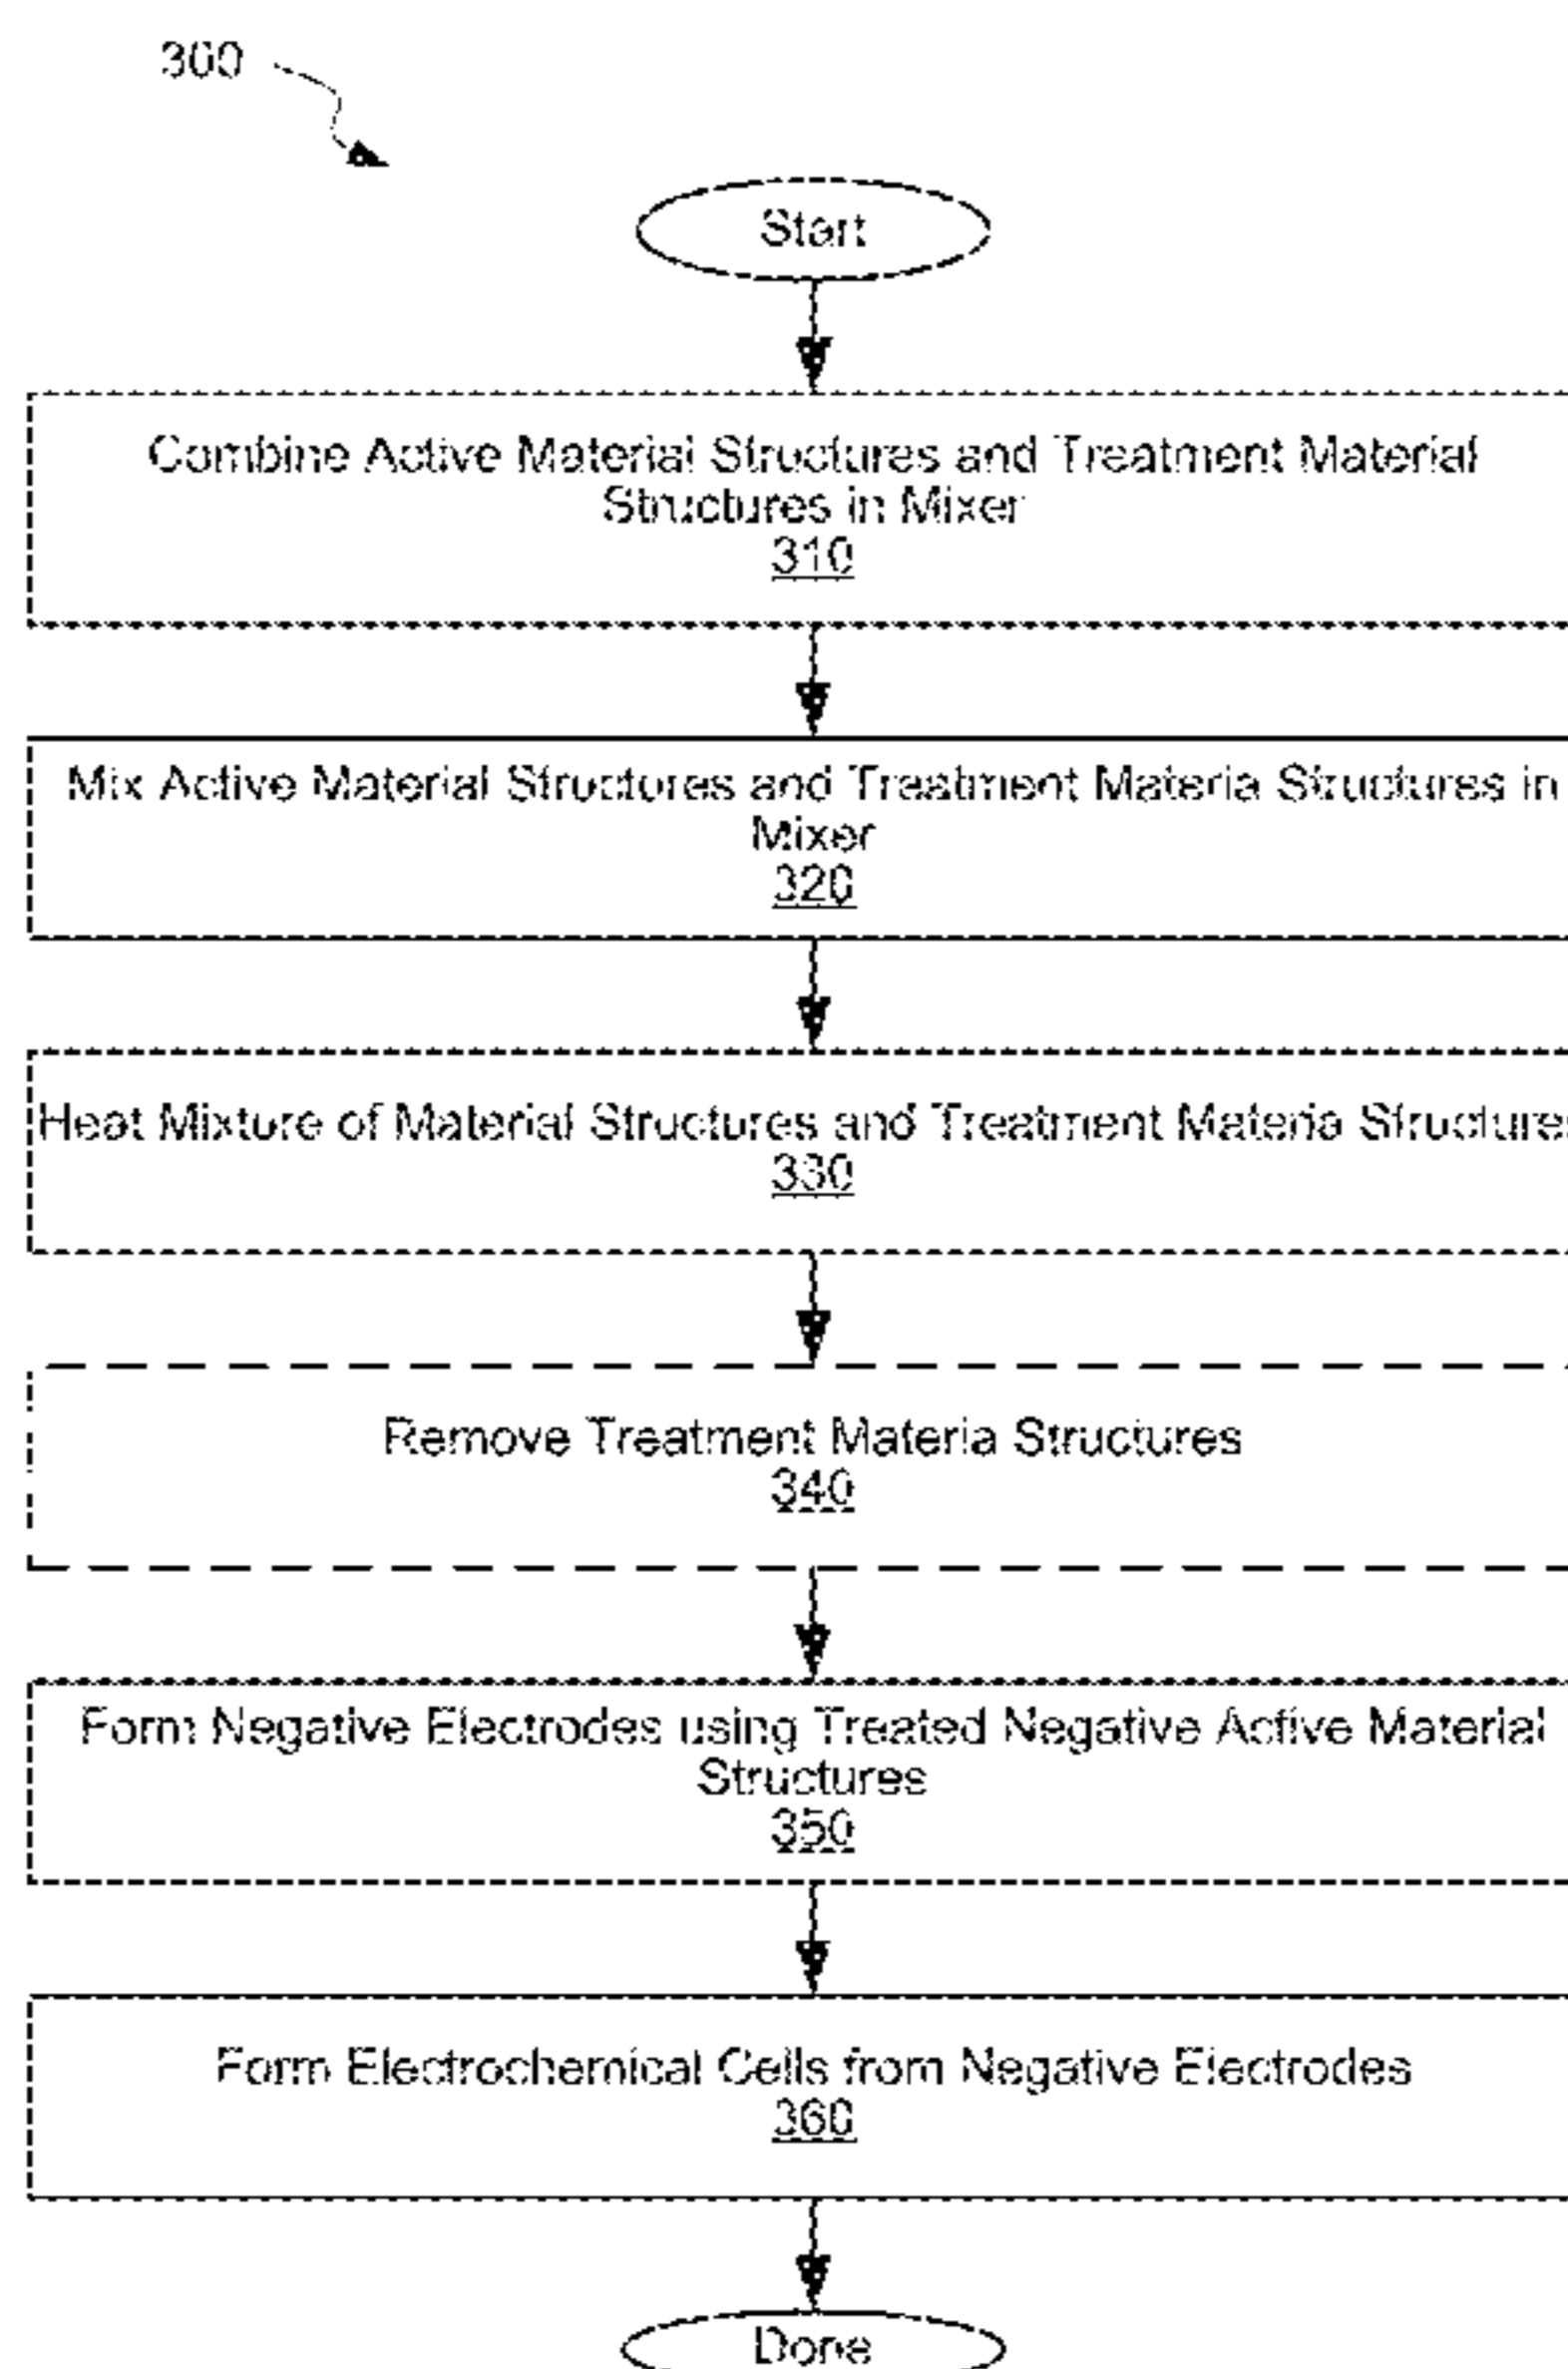 300
Start
Combine Active Material Structures and Treatment Material
Structures in Mixer
310
Mix Active Material Structures and Treatment Materia Structures in
Mixer
320
Heat Mixture of Material Structures and Treatment Materia Structures
330
Remove Treatment Materia Structures
340
Form Negative Electrodes using Treated Negative Active Material
Structures
350
Form Electrochemical Cells from Negative Electrodes
360
Done